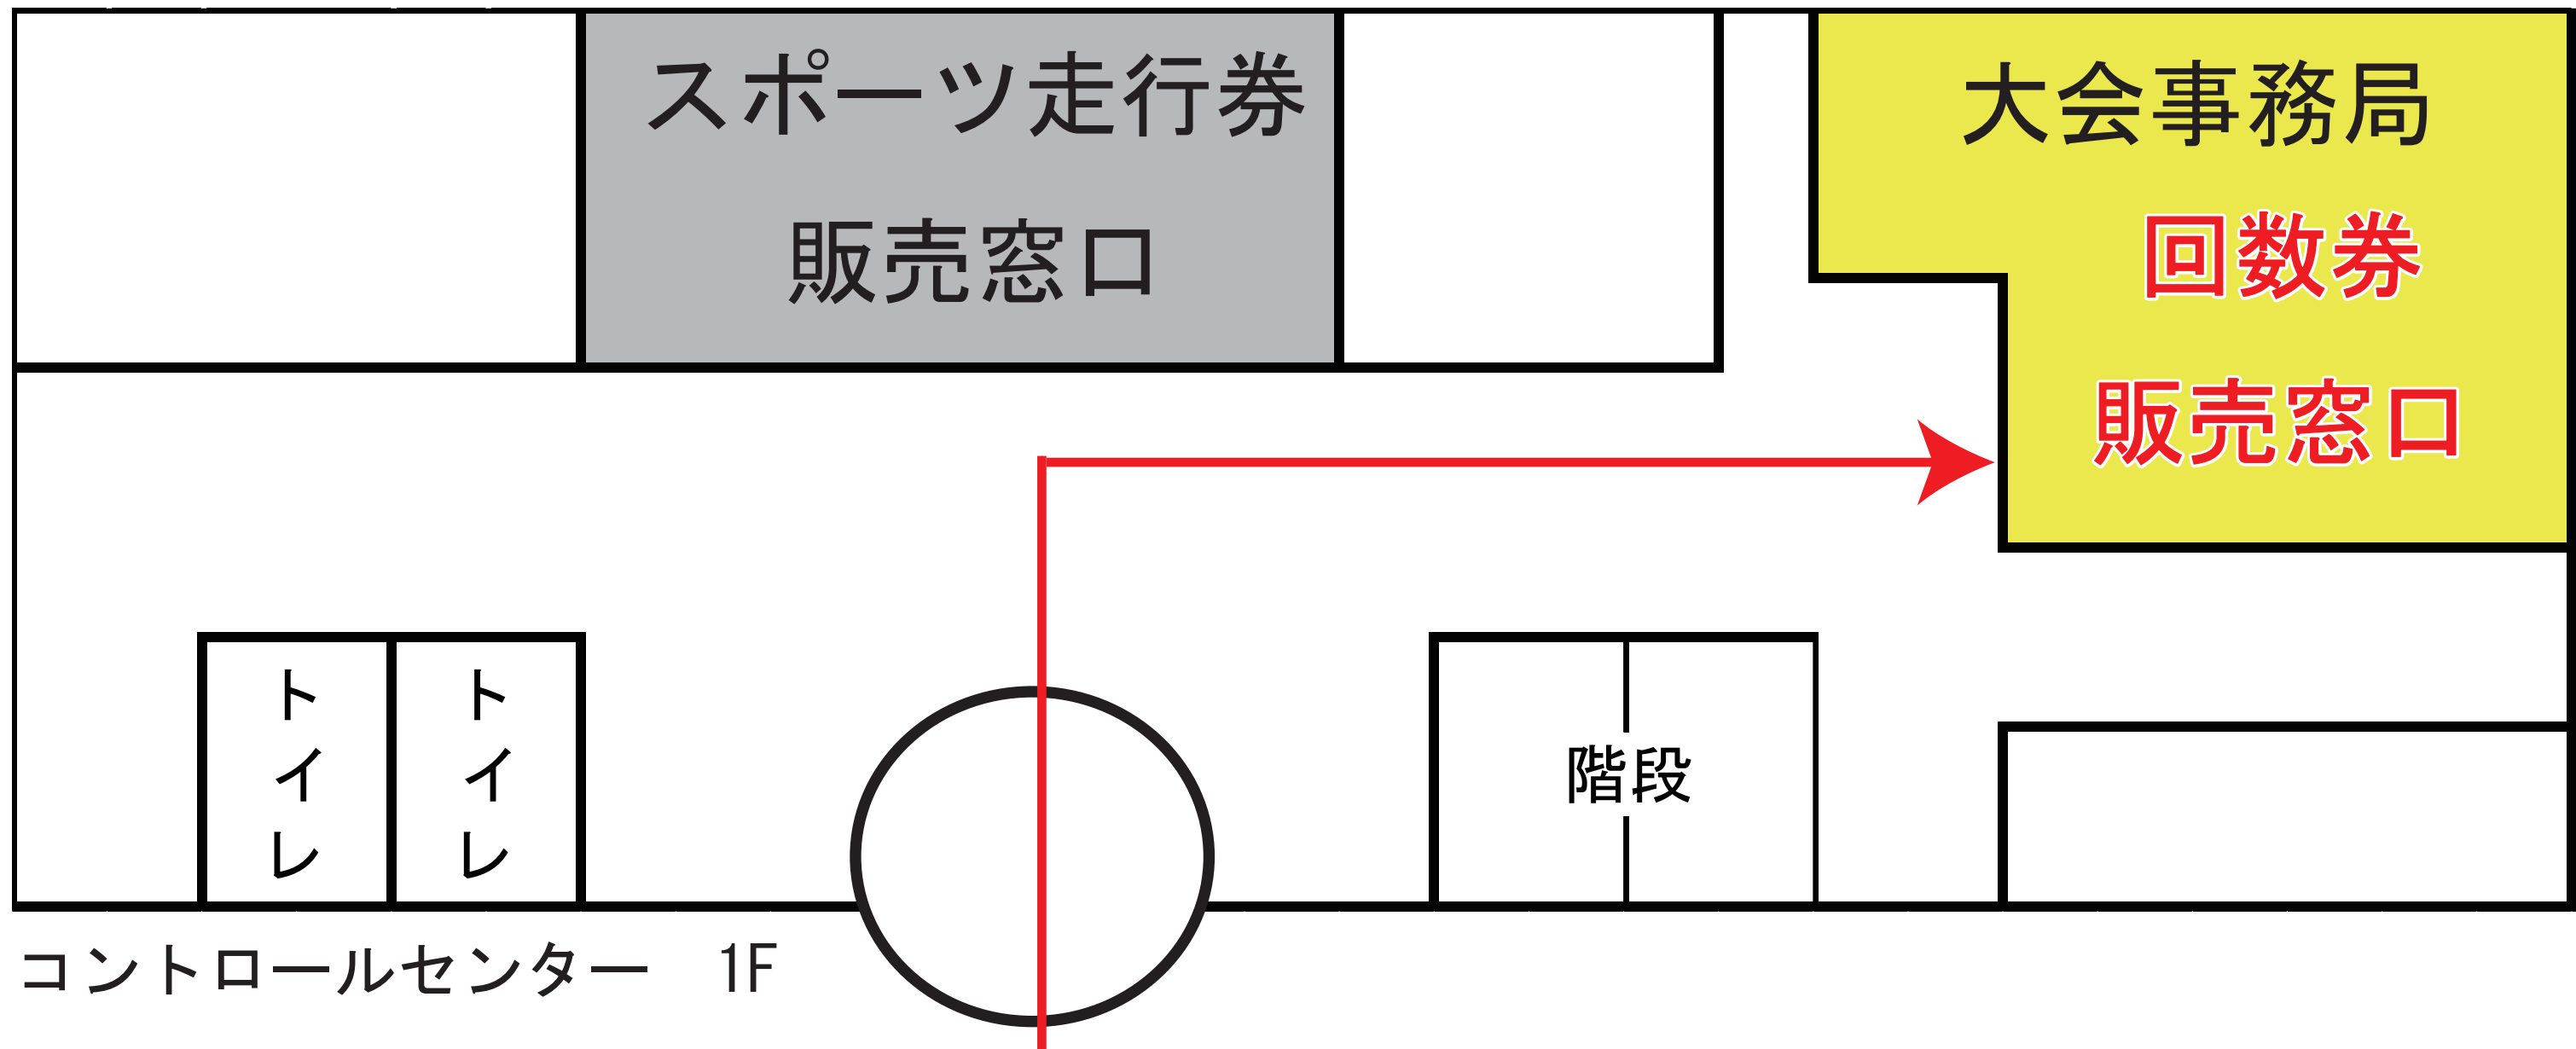 スポーツ走行券
販売窓口
大会事務局
回数券
販売窓口
トイレ
トイレ
階段
コントロールセンター　1F